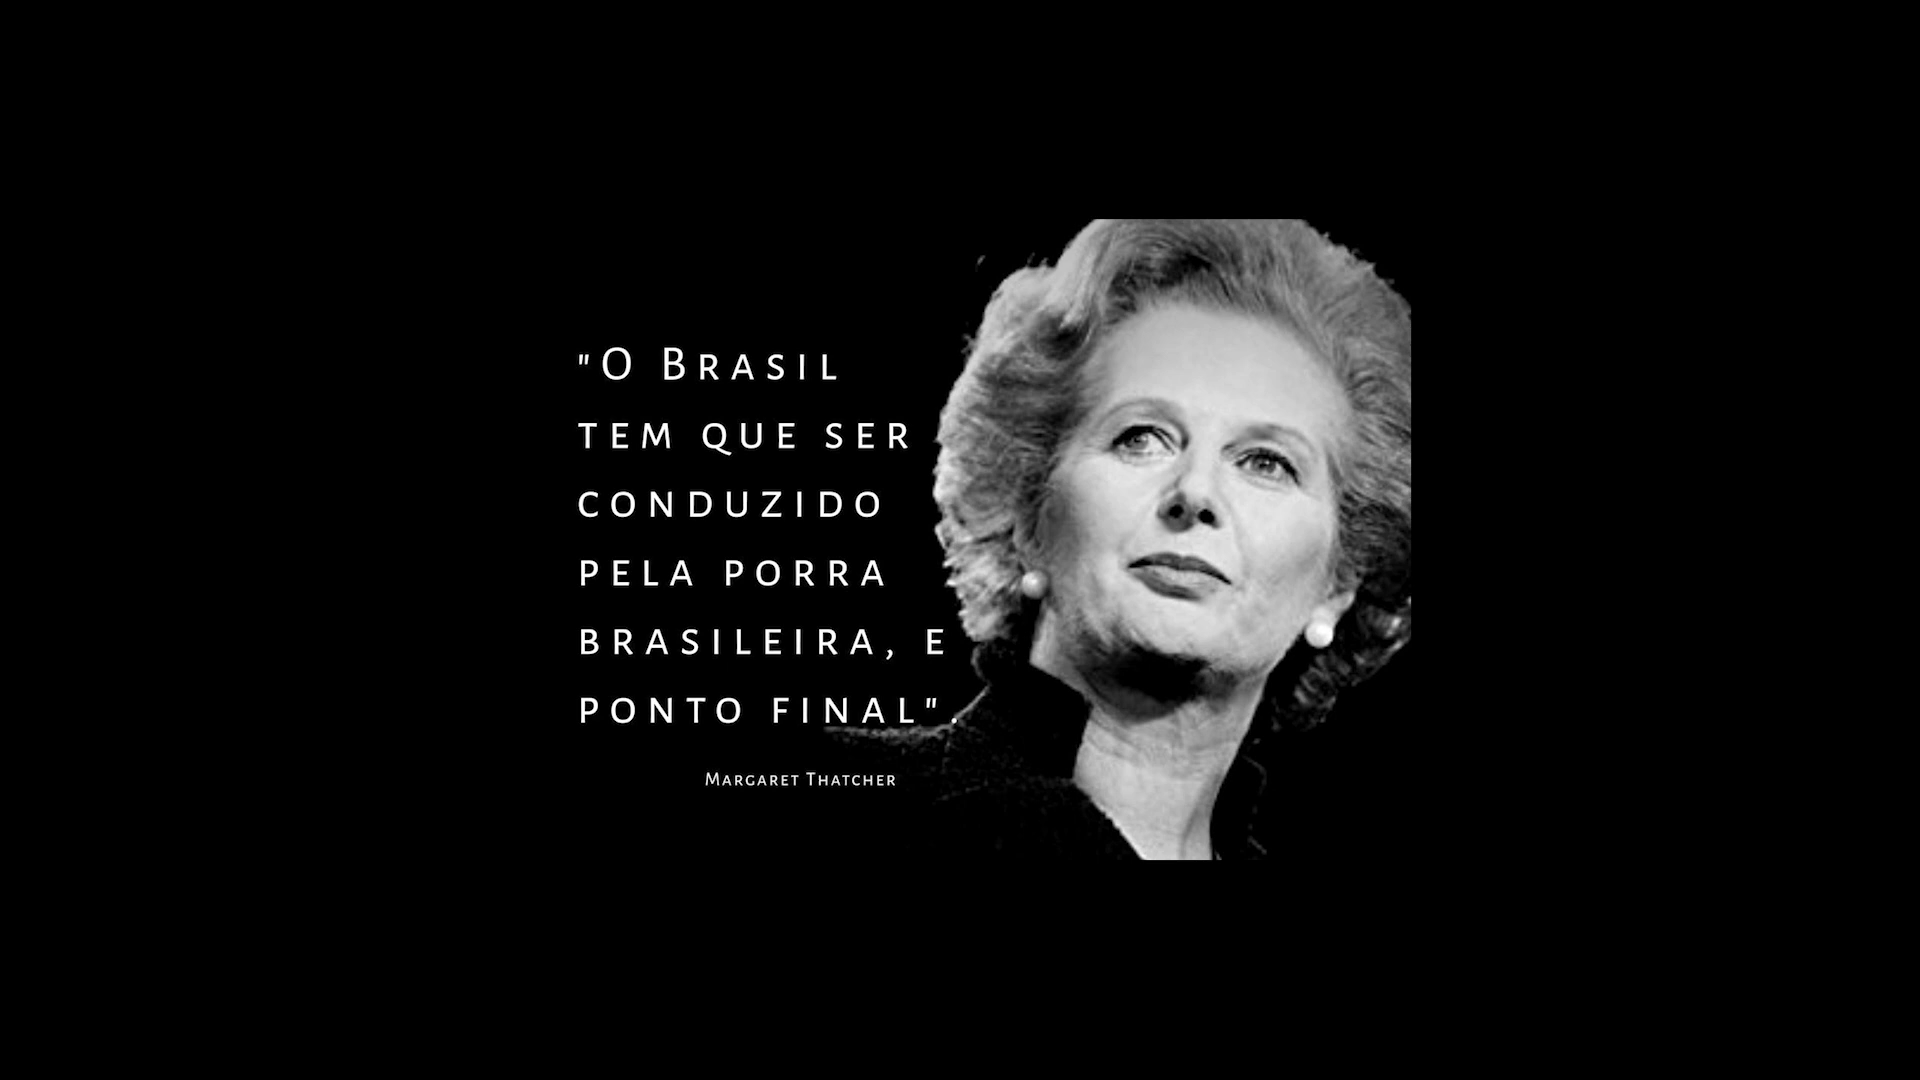 "O Brasil
tem que ser
conduzido
pela porra
brasileira, e
ponto final".
Margaret Thatcher